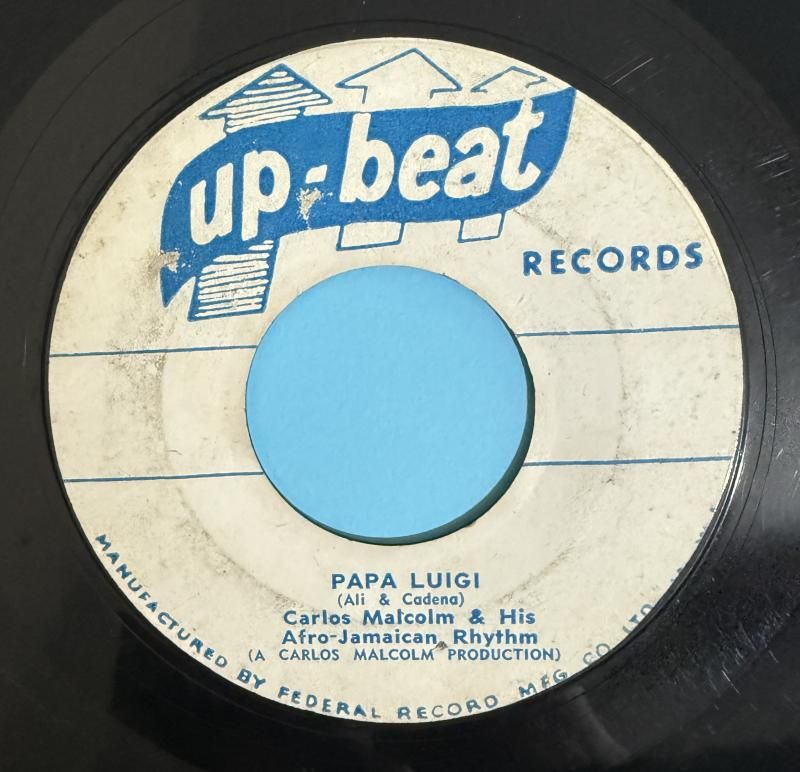 up-beat
RECORDS
PAPA LUIGI
(Ali & Cadena)
Carlos Malcolm & His
Afro-Jamaican Rhythm
(A CARLOS MALCOLM PRODUCTION)
MANUFACTURED BY FEDERAL RECORD MFG CO LTD